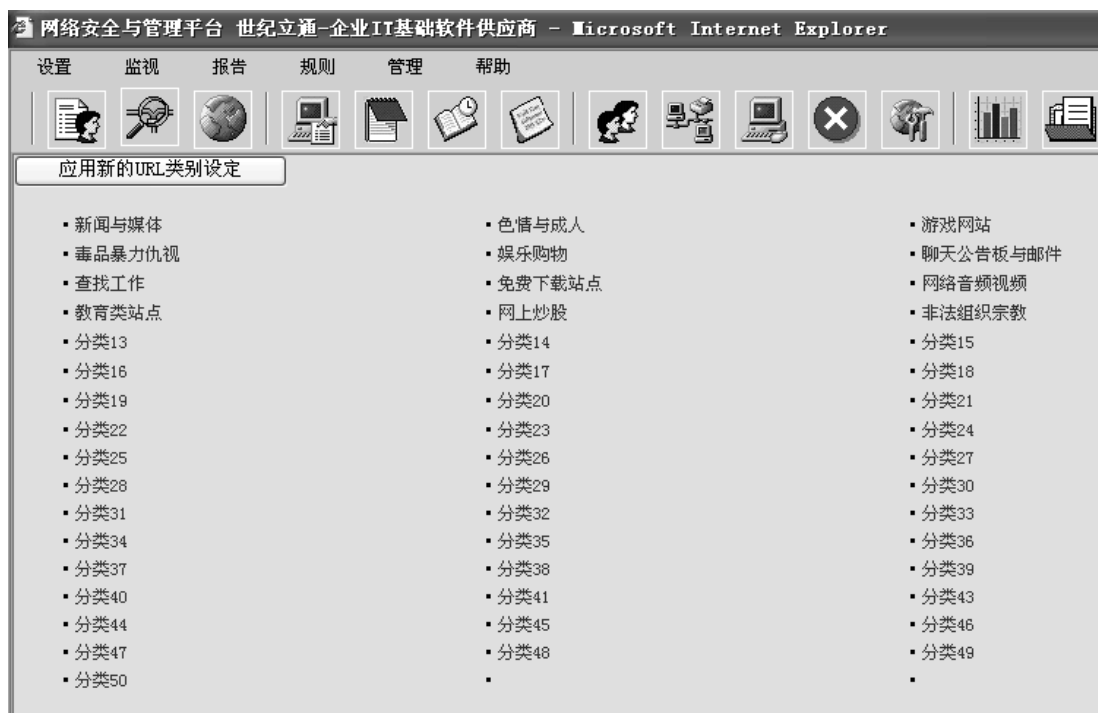 网络安全与管理平台 世纪立通-企业IT基础软件供应商 - Microsoft Internet Explorer
设置 监视 报告 规则 管理 帮助
应用新的URL类别设定
▪ 新闻与媒体 ▪ 色情与成人 ▪ 游戏网站
▪ 毒品暴力仇视 ▪ 娱乐购物 ▪ 聊天公告板与邮件
▪ 查找工作 ▪ 免费下载站点 ▪ 网络音频视频
▪ 教育类站点 ▪ 网上炒股 ▪ 非法组织宗教
▪ 分类13 ▪ 分类14 ▪ 分类15
▪ 分类16 ▪ 分类17 ▪ 分类18
▪ 分类19 ▪ 分类20 ▪ 分类21
▪ 分类22 ▪ 分类23 ▪ 分类24
▪ 分类25 ▪ 分类26 ▪ 分类27
▪ 分类28 ▪ 分类29 ▪ 分类30
▪ 分类31 ▪ 分类32 ▪ 分类33
▪ 分类34 ▪ 分类35 ▪ 分类36
▪ 分类37 ▪ 分类38 ▪ 分类39
▪ 分类40 ▪ 分类41 ▪ 分类43
▪ 分类44 ▪ 分类45 ▪ 分类46
▪ 分类47 ▪ 分类48 ▪ 分类49
▪ 分类50 ▪ ▪